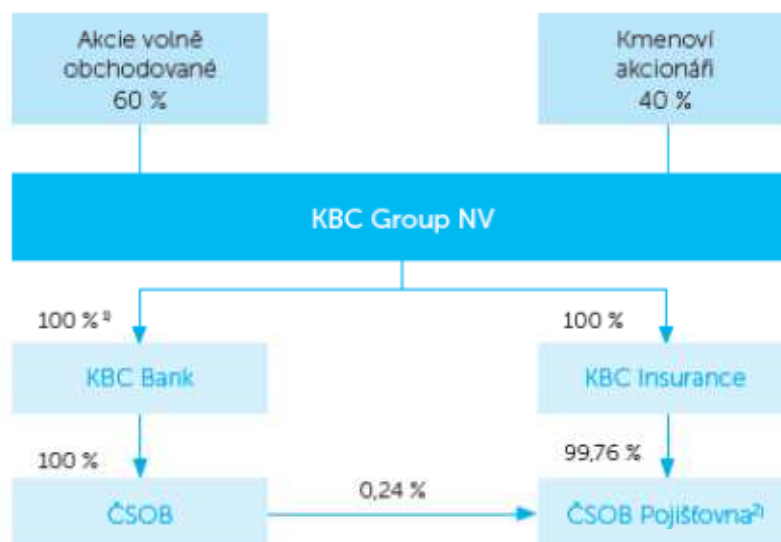 Akcie volně
obchodované
60 %
Kmenoví
akcionáři
40 %
KBC Group NV
100 %¹⁾
100 %
KBC Bank
KBC Insurance
100 %
99,76 %
0,24 %
ČSOB
ČSOB Pojišťovna²⁾